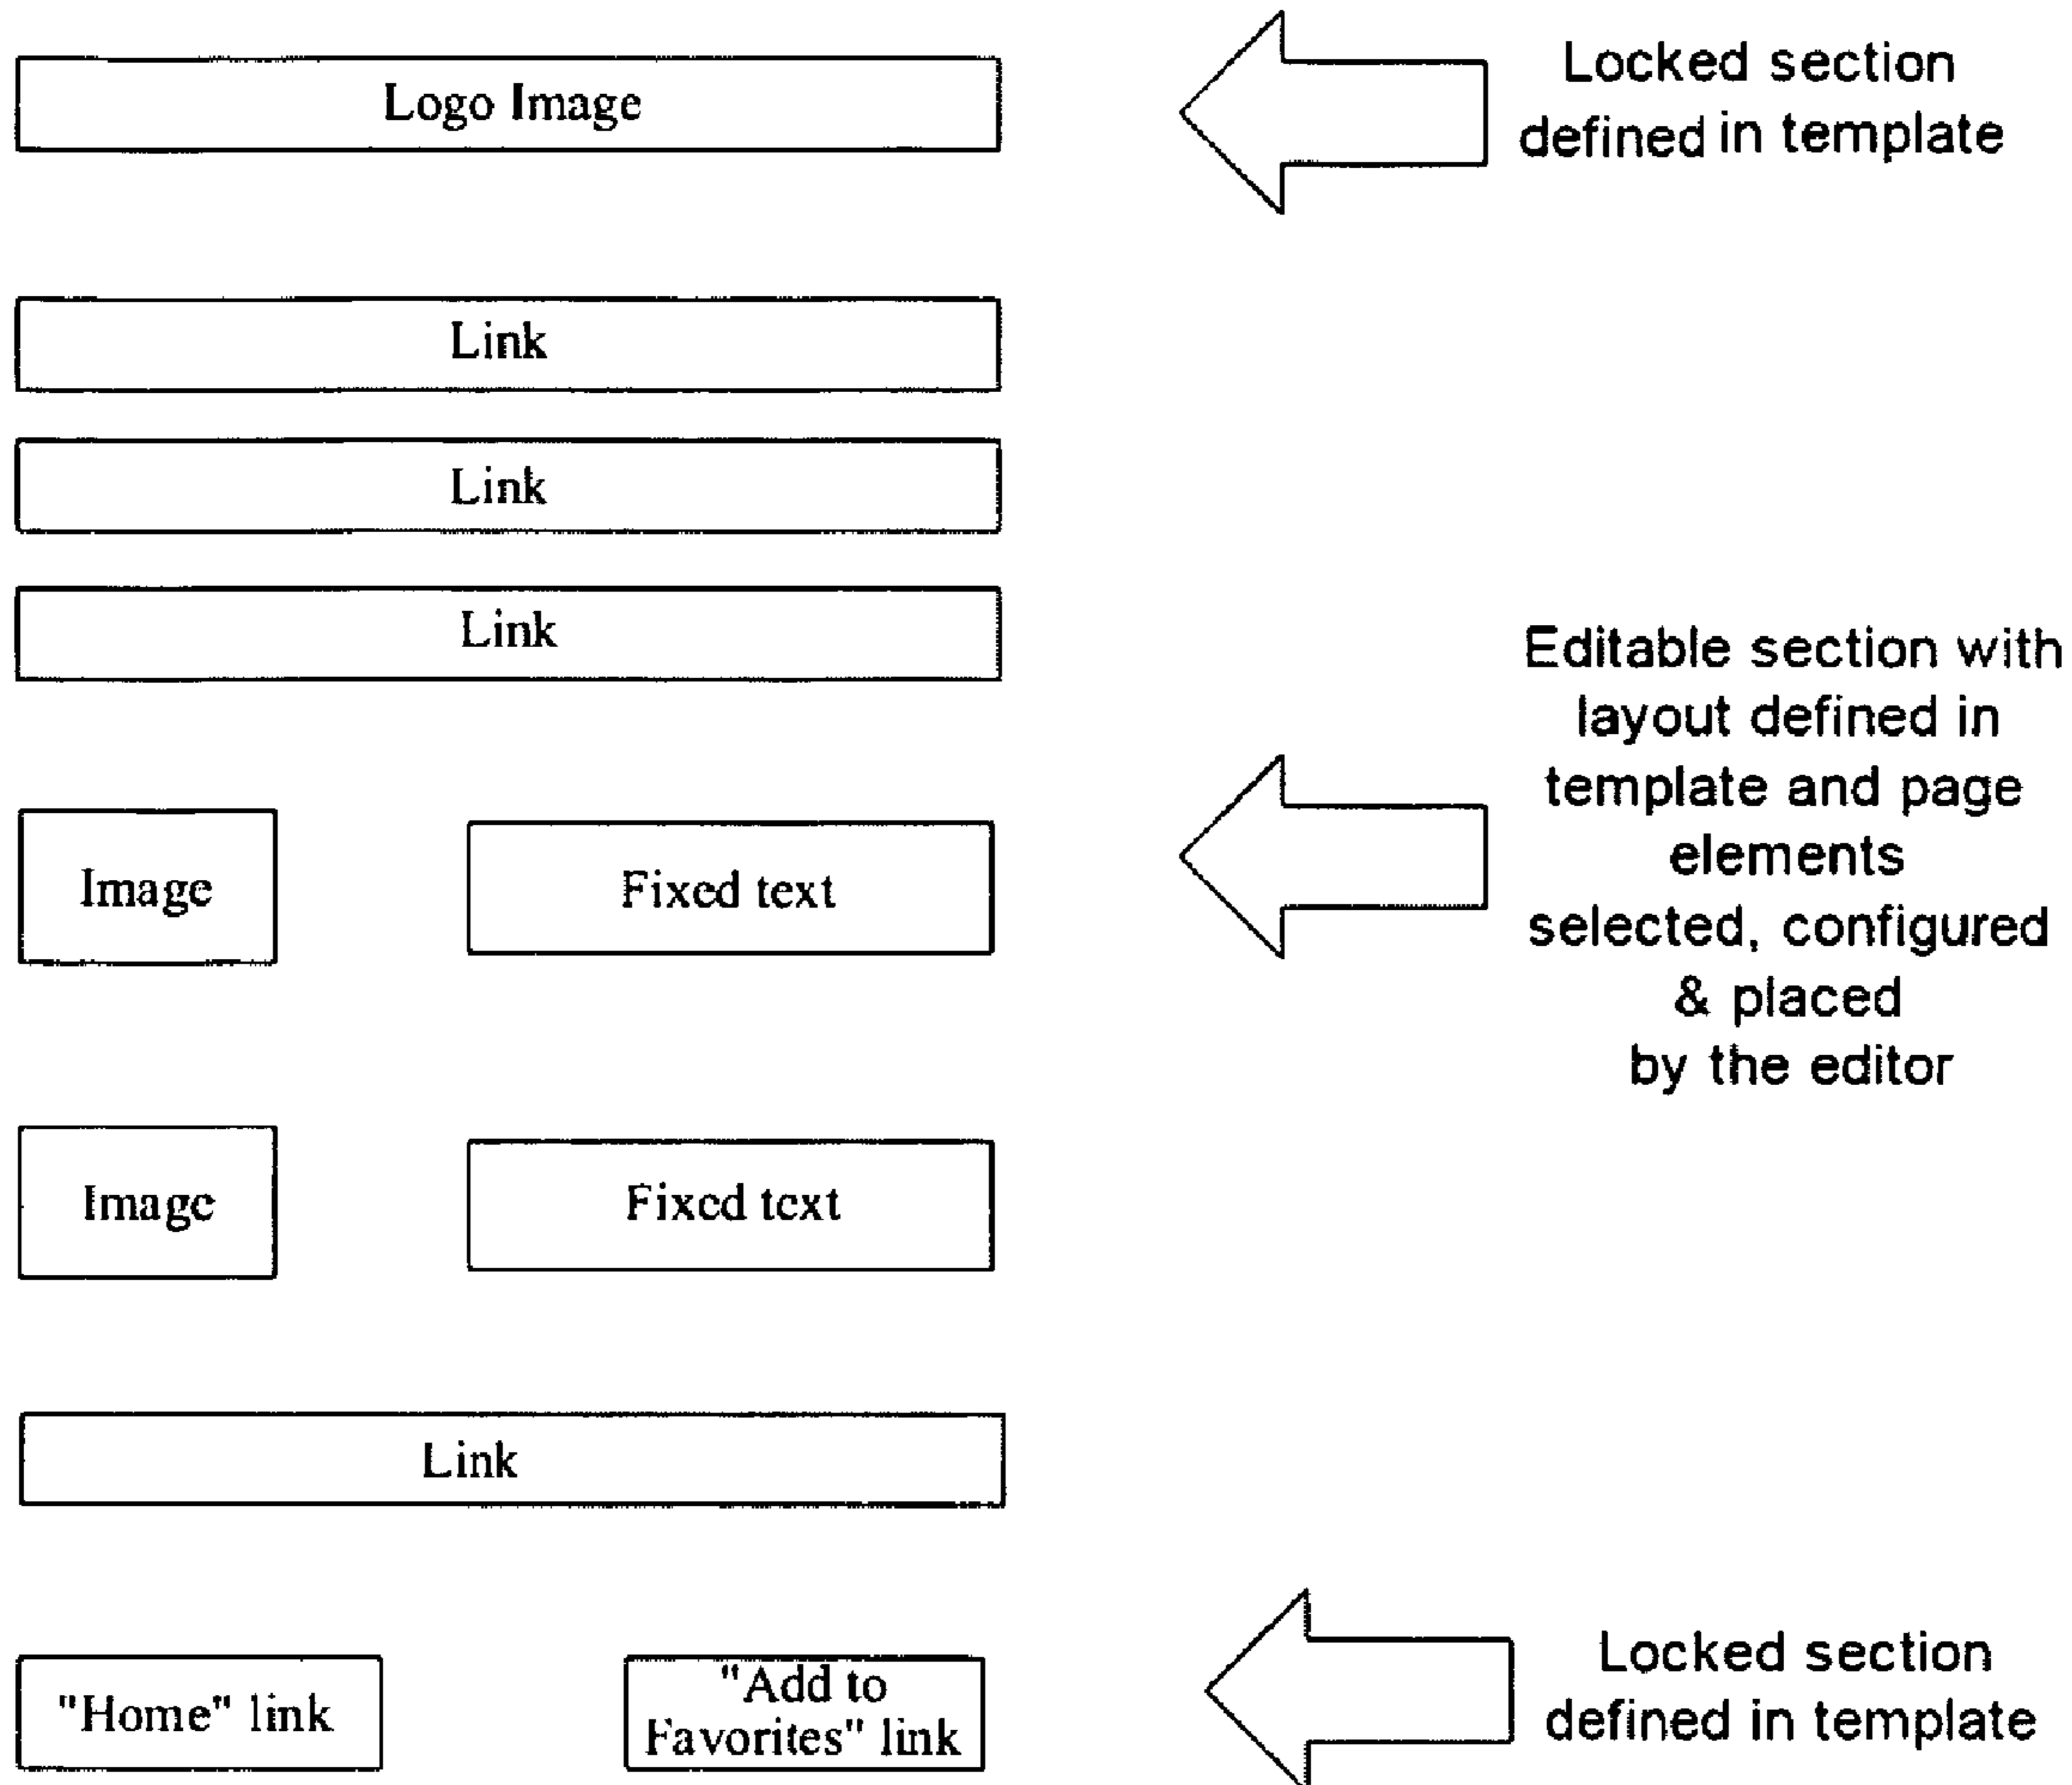 Logo Image
Locked section
defined in template
Link
Link
Link
Editable section with
layout defined in
template and page
elements
selected, configured
& placed
by the editor
Image
Fixed text
Image
Fixed text
Link
"Home" link
"Add to
Favorites" link
Locked section
defined in template